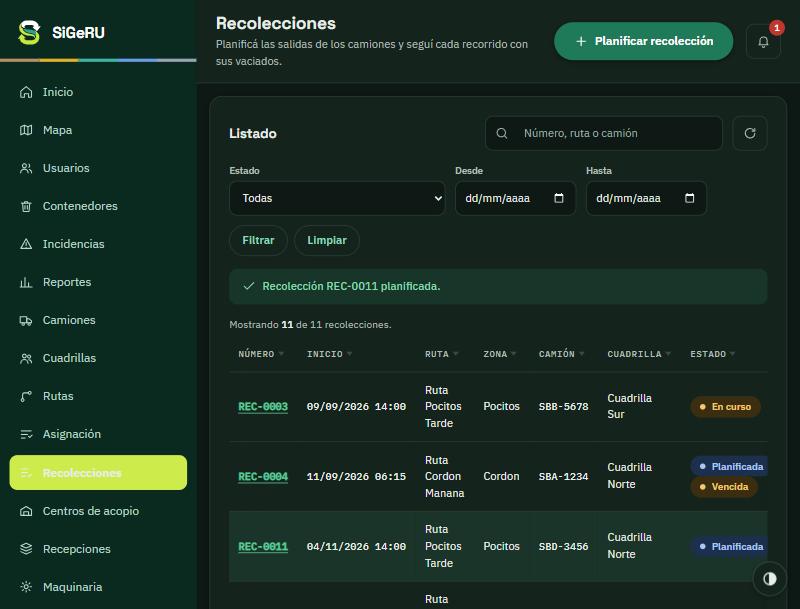 SiGeRU
Inicio
Mapa
Usuarios
Contenedores
Incidencias
Reportes
Camiones
Cuadrillas
Rutas
Asignación
Recolecciones
Centros de acopio
Recepciones
Maquinaria
Recolecciones
Planificá las salidas de los camiones y seguí cada recorrido con
sus vaciados.
Planificar recolección
1
Listado
Número, ruta o camión
Estado
Desde
Hasta
Todas
dd/mm/aaaa
dd/mm/aaaa
Filtrar
Limpiar
Recolección REC-0011 planificada.
Mostrando 11 de 11 recolecciones.
NÚMERO INICIO RUTA ZONA CAMIÓN CUADRILLA ESTADO
REC-0003 09/09/2026 14:00 Ruta Pocitos Tarde Pocitos SBB-5678 Cuadrilla Sur En curso
REC-0004 11/09/2026 06:15 Ruta Cordon Manana Cordon SBA-1234 Cuadrilla Norte Planificada Vencida
REC-0011 04/11/2026 14:00 Ruta Pocitos Tarde Pocitos SBD-3456 Cuadrilla Norte Planificada
Ruta